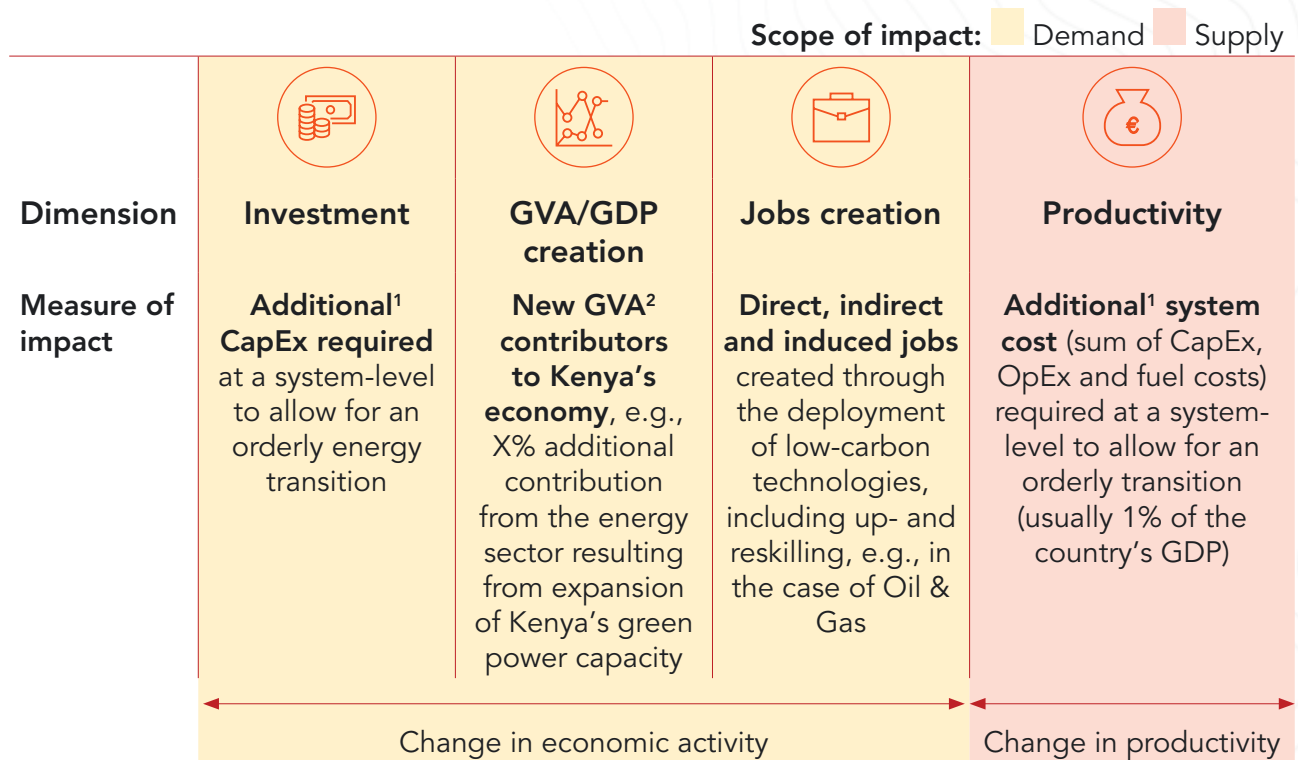 Scope of impact: Demand Supply
€
Dimension
Investment
GVA/GDP
creation
Jobs creation
Productivity
Measure of
impact
Additional¹
CapEx required
at a system-level
to allow for an
orderly energy
transition
New GVA²
contributors
to Kenya’s
economy, e.g.,
X% additional
contribution
from the energy
sector resulting
from expansion
of Kenya’s green
power capacity
Direct, indirect
and induced jobs
created through
the deployment
of low-carbon
technologies,
including up- and
reskilling, e.g., in
the case of Oil &
Gas
Additional¹ system
cost (sum of CapEx,
OpEx and fuel costs)
required at a system-
level to allow for an
orderly transition
(usually 1% of the
country’s GDP)
Change in economic activity
Change in productivity